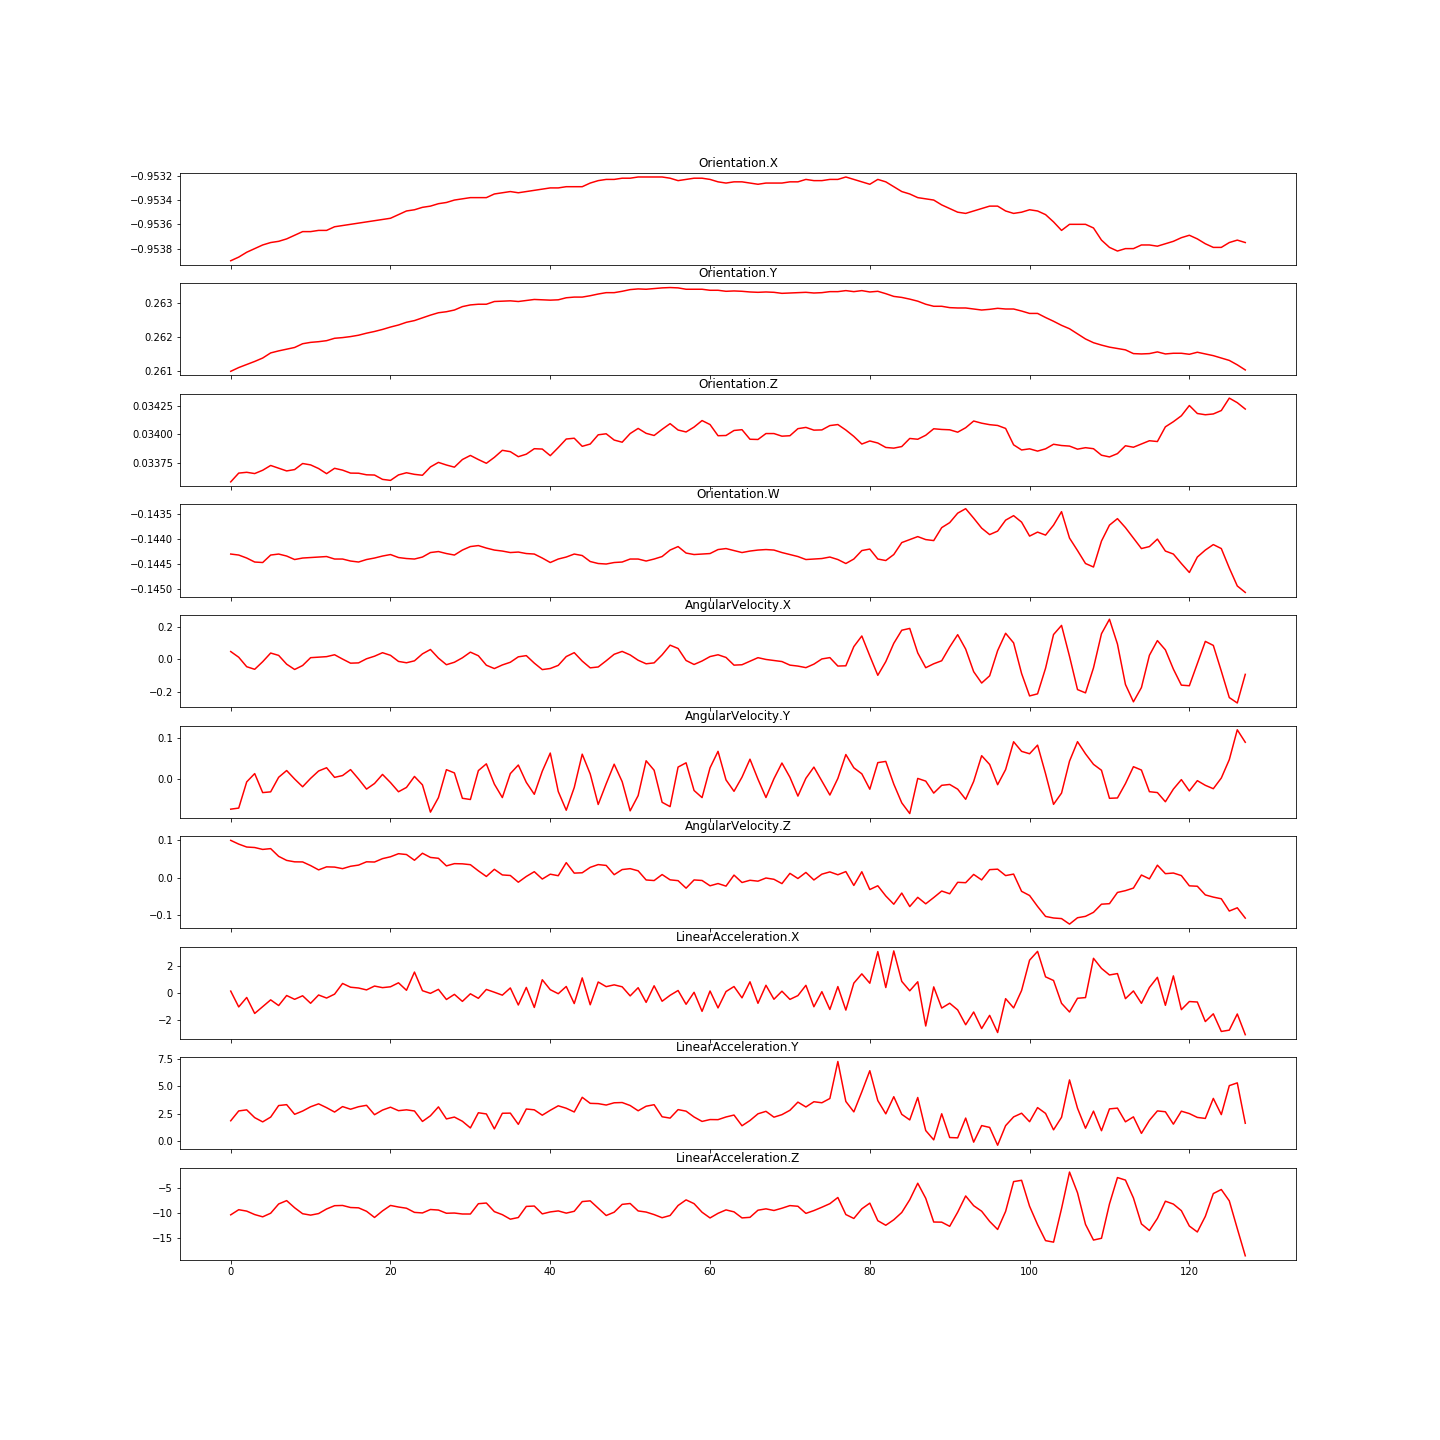 Orientation.X
−0.9532
−0.9534
−0.9536
−0.9538
Orientation.Y
0.263
0.262
0.261
Orientation.Z
0.03425
0.03400
0.03375
Orientation.W
−0.1435
−0.1440
−0.1445
−0.1450
AngularVelocity.X
0.2
0.0
−0.2
AngularVelocity.Y
0.1
0.0
AngularVelocity.Z
0.1
0.0
−0.1
LinearAcceleration.X
2
0
−2
LinearAcceleration.Y
7.5
5.0
2.5
0.0
LinearAcceleration.Z
−5
−10
−15
0 20 40 60 80 100 120